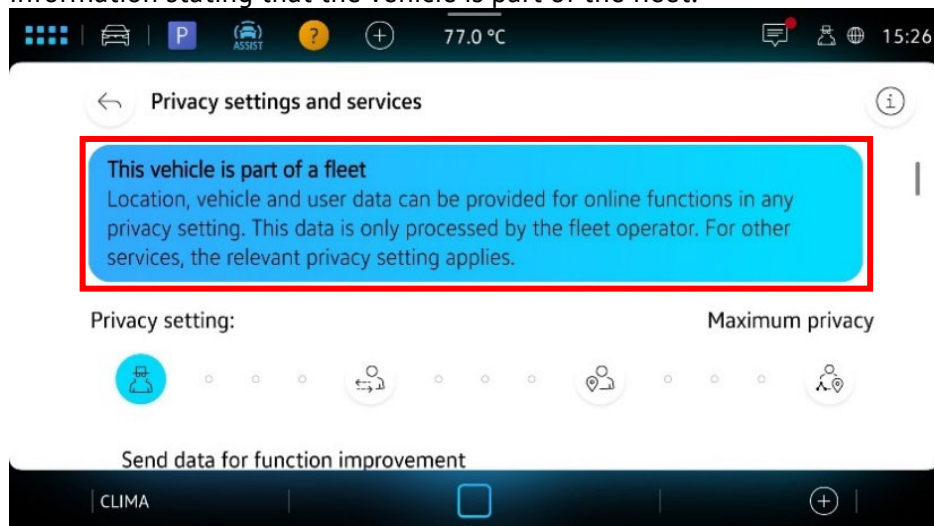 information stating that the vehicle is part of the fleet.
P ASSIST ? 77.0 °C 15:26
Privacy settings and services
This vehicle is part of a fleet
Location, vehicle and user data can be provided for online functions in any
privacy setting. This data is only processed by the fleet operator. For other
services, the relevant privacy setting applies.
Privacy setting: Maximum privacy
Send data for function improvement
CLIMA